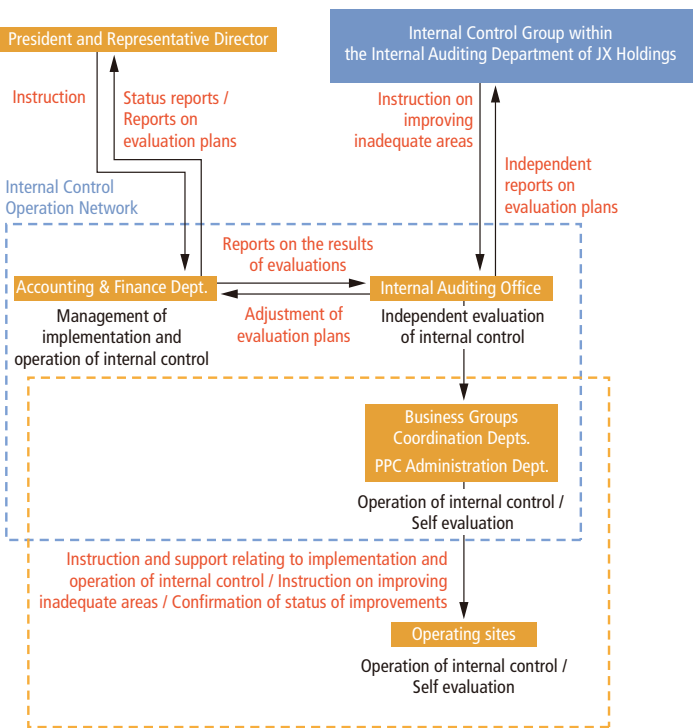 President and Representative Director
Internal Control Group within
the Internal Auditing Department of JX Holdings
Instruction
Status reports /
Reports on
evaluation plans
Instruction on
improving
inadequate areas
Independent
reports on
evaluation plans
Internal Control
Operation Network
Reports on the results
of evaluations
Accounting & Finance Dept.
Internal Auditing Office
Management of
implementation and
operation of internal control
Adjustment of
evaluation plans
Independent evaluation
of internal control
Business Groups
Coordination Depts.
PPC Administration Dept.
Operation of internal control /
Self evaluation
Instruction and support relating to implementation and
operation of internal control / Instruction on improving
inadequate areas / Confirmation of status of improvements
Operating sites
Operation of internal control /
Self evaluation